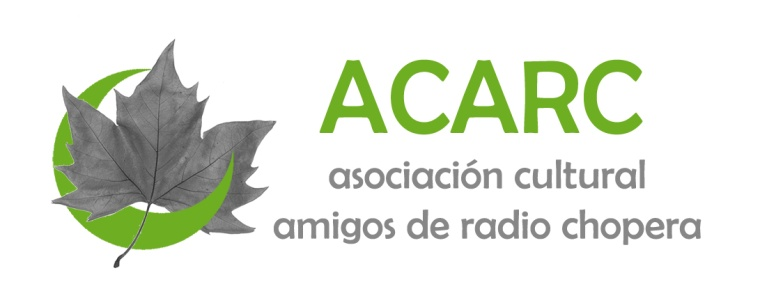 ACARC
asociación cultural
amigos de radio chopera